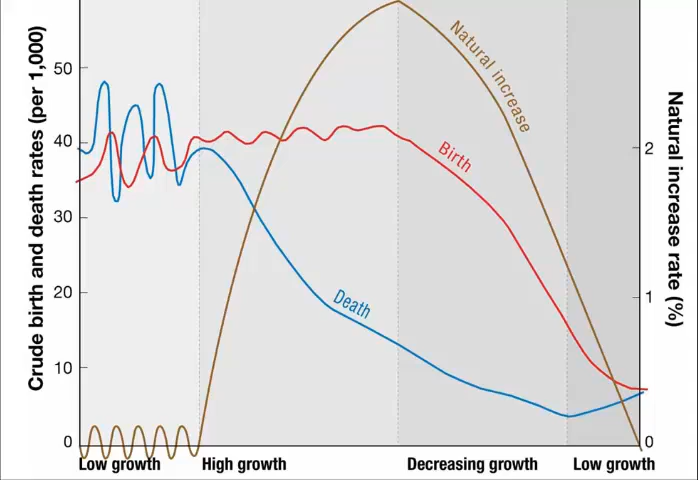 Crude birth and death rates (per 1,000)
50
40
30
20
10
0
Natural increase
Birth
Death
Natural increase rate (%)
2
1
0
Low growth
High growth
Decreasing growth
Low growth